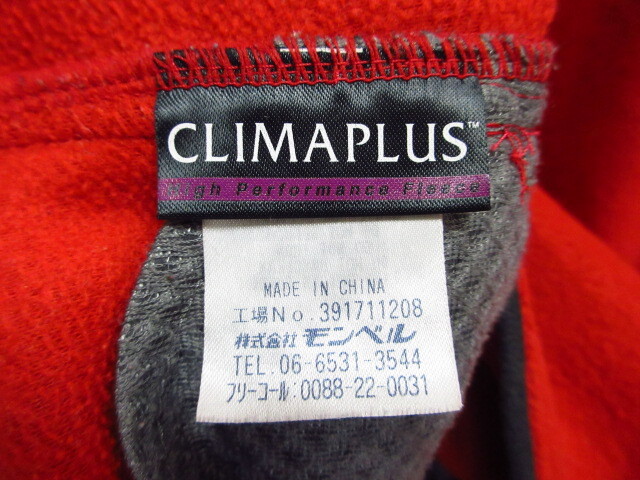 CLIMAPLUS™
High Performance Fleece
MADE IN CHINA
工場No.391711208
株式会社 モンベル
TEL.06-6531-3544
フリーコール:0088-22-0031